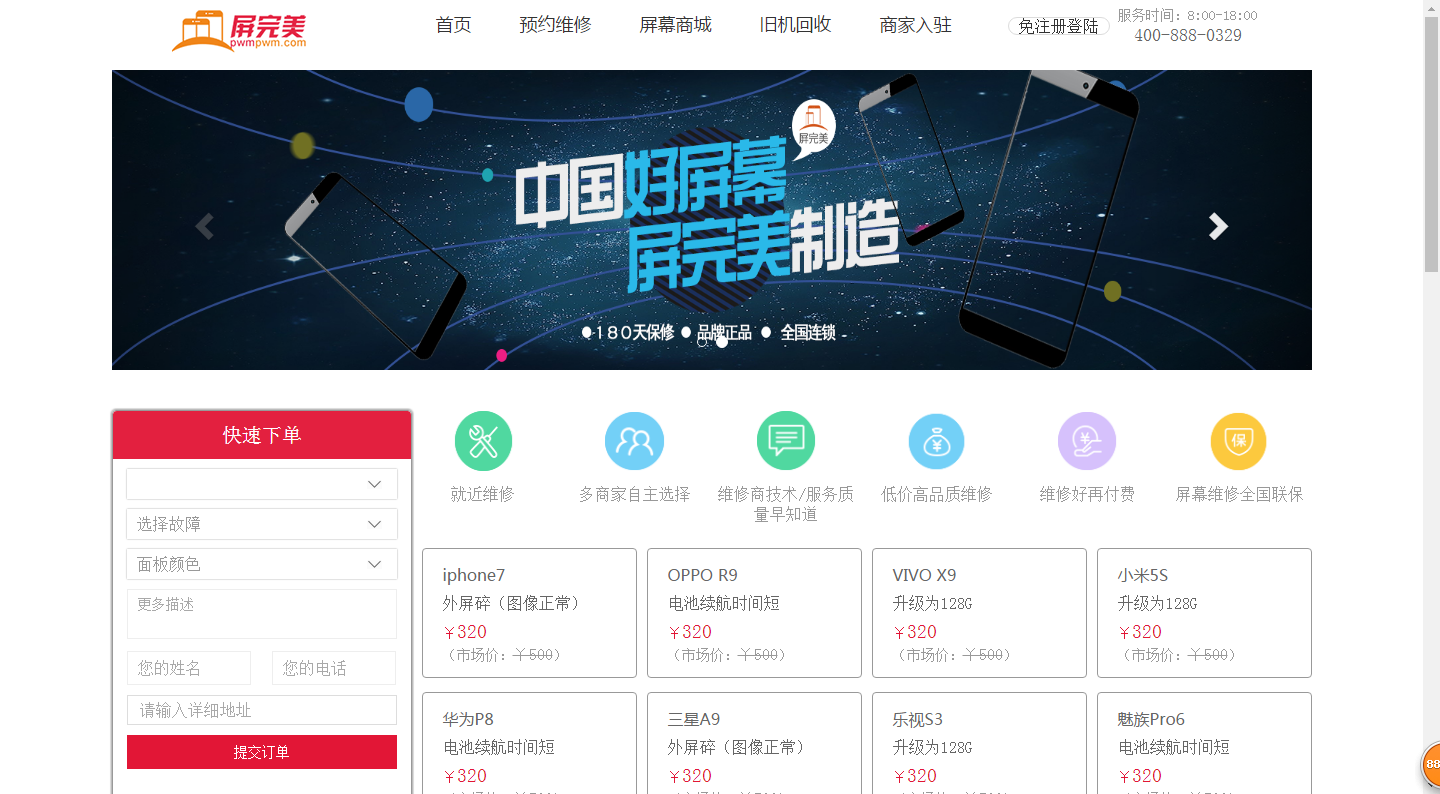 屏完美
pwmpwm.com
首页 预约维修 屏幕商城 旧机回收 商家入驻
免注册登陆
服务时间：8:00-18:00
400-888-0329
屏完美
中国好屏幕
屏完美制造
180天保修 品牌正品 全国连锁
快速下单
选择故障
面板颜色
更多描述
您的姓名 您的电话
请输入详细地址
提交订单
就近维修
多商家自主选择
维修商技术/服务质
量早知道
低价高品质维修
维修好再付费
保
屏幕维修全国联保
iphone7
外屏碎（图像正常）
￥320
（市场价：￥500）
OPPO R9
电池续航时间短
￥320
（市场价：￥500）
VIVO X9
升级为128G
￥320
（市场价：￥500）
小米5S
升级为128G
￥320
（市场价：￥500）
华为P8
电池续航时间短
￥320
三星A9
外屏碎（图像正常）
￥320
乐视S3
升级为128G
￥320
魅族Pro6
电池续航时间短
￥320
88